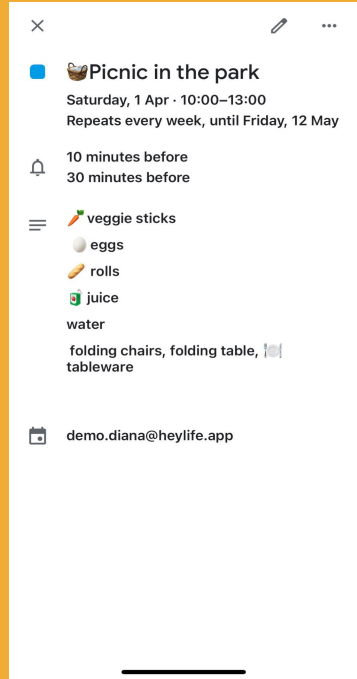 🧺Picnic in the park
Saturday, 1 Apr · 10:00–13:00
Repeats every week, until Friday, 12 May
10 minutes before
30 minutes before
🥕veggie sticks
🥚eggs
🥖 rolls
🧃 juice
water
folding chairs, folding table, 🍽️
tableware
demo.diana@heylife.app